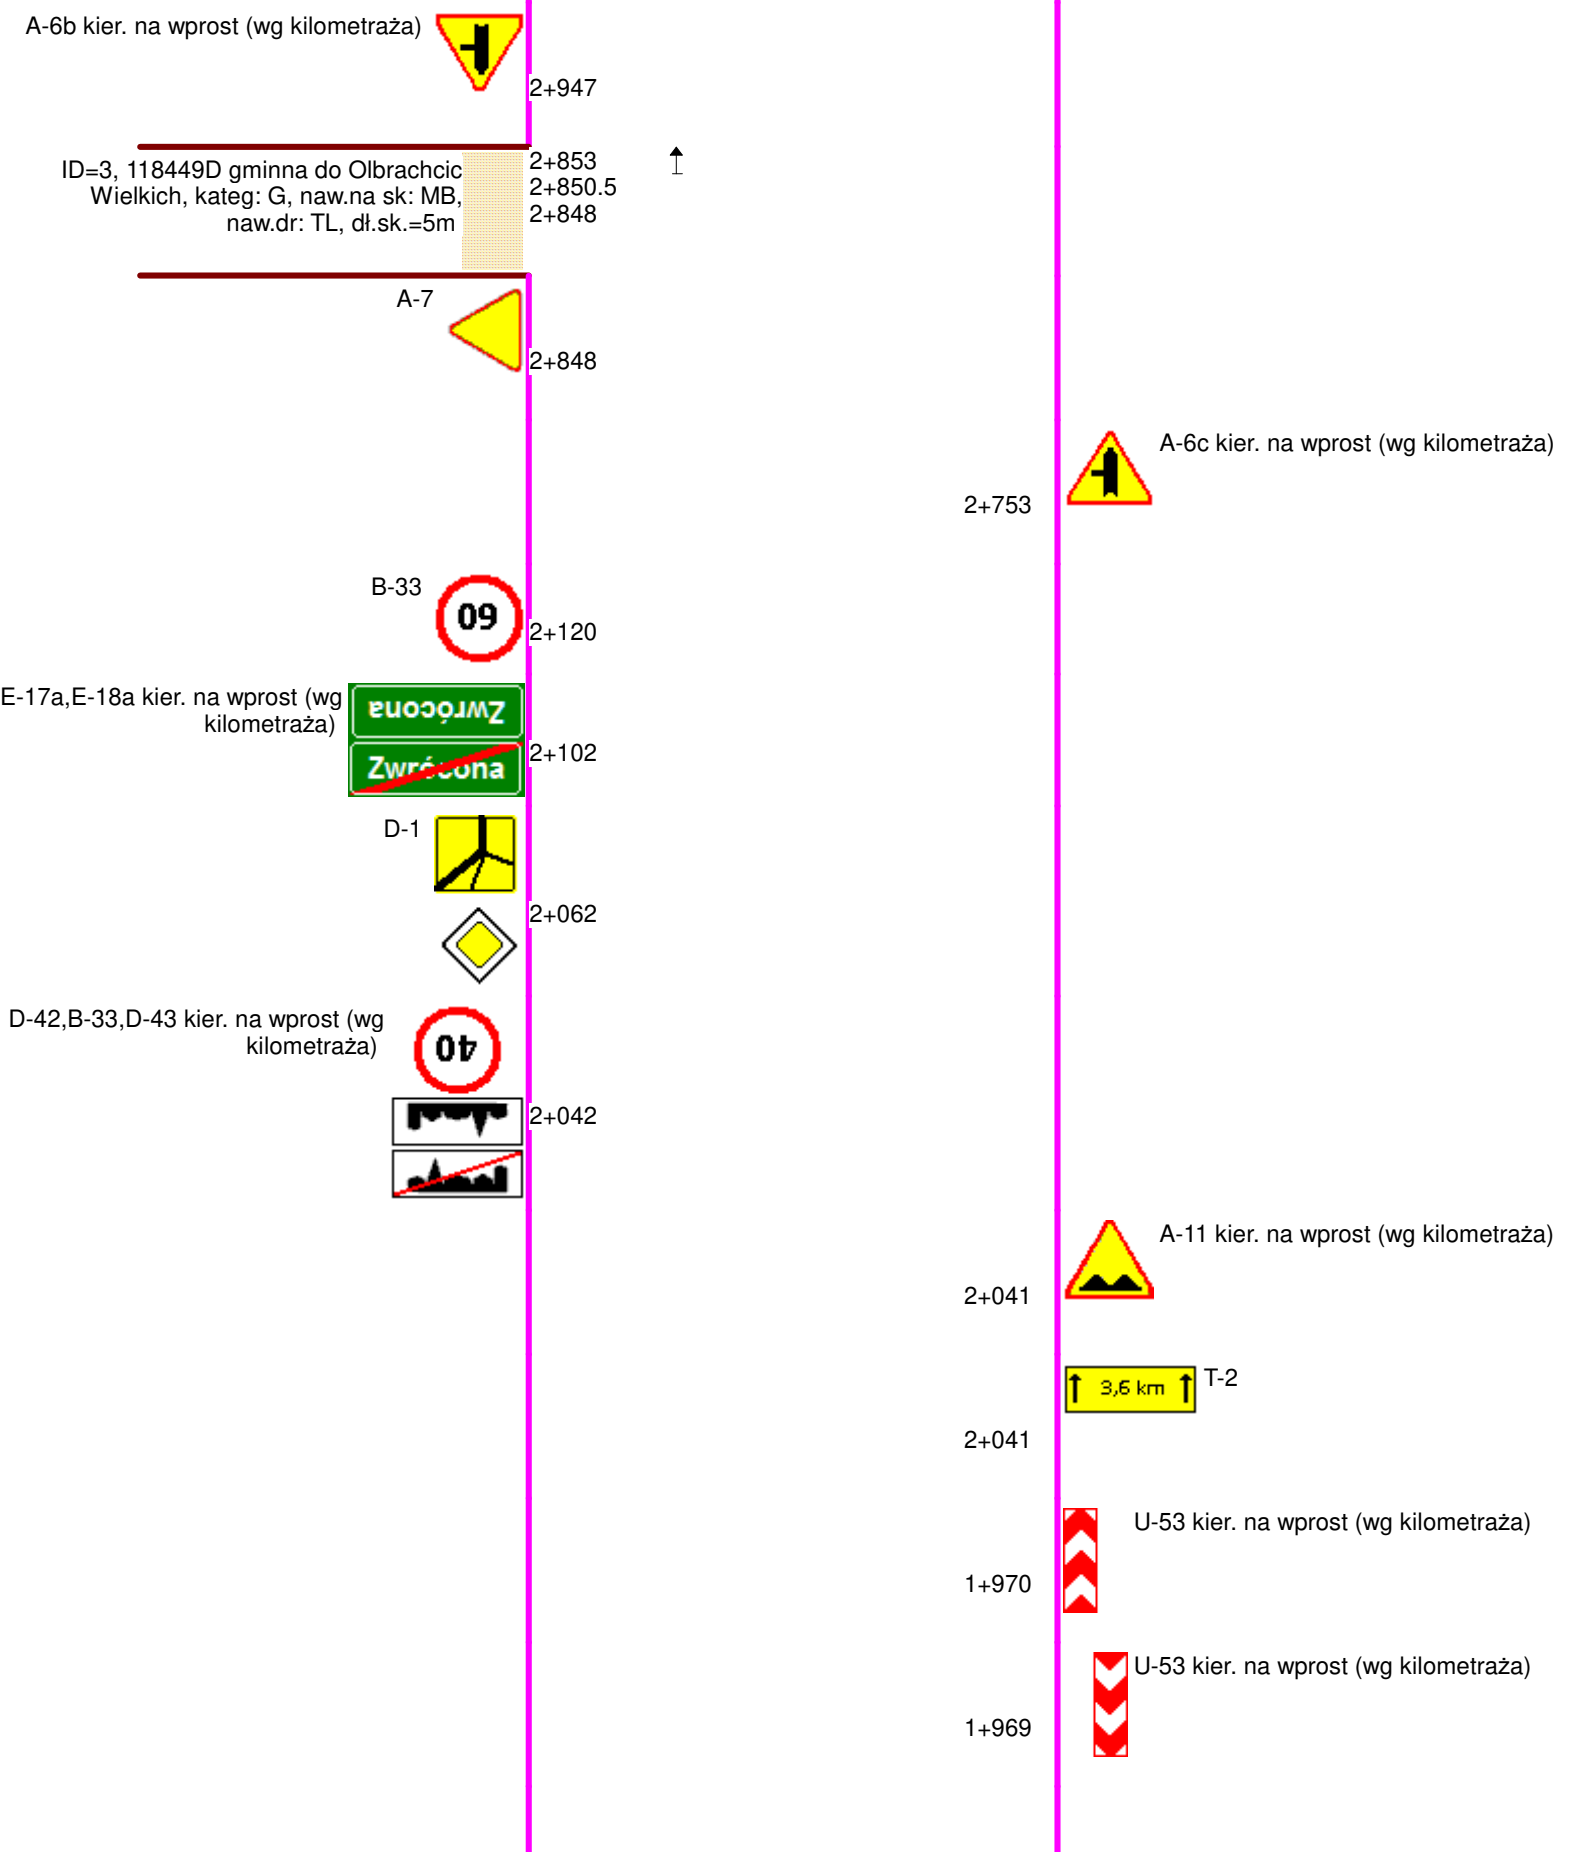 A-6b kier. na wprost (wg kilometraża)
2+947
ID=3, 118449D gminna do Olbrachcic
Wielkich, kateg: G, naw.na sk: MB,
naw.dr: TL, dł.sk.=5m
2+853
2+850.5
2+848
A-7
2+848
A-6c kier. na wprost (wg kilometraża)
2+753
B-33
60
2+120
E-17a,E-18a kier. na wprost (wg
kilometraża)
Zwrócona
Zwrócona
2+102
D-1
2+062
D-42,B-33,D-43 kier. na wprost (wg
kilometraża)
40
2+042
A-11 kier. na wprost (wg kilometraża)
2+041
3,6 km
T-2
2+041
U-53 kier. na wprost (wg kilometraża)
1+970
U-53 kier. na wprost (wg kilometraża)
1+969